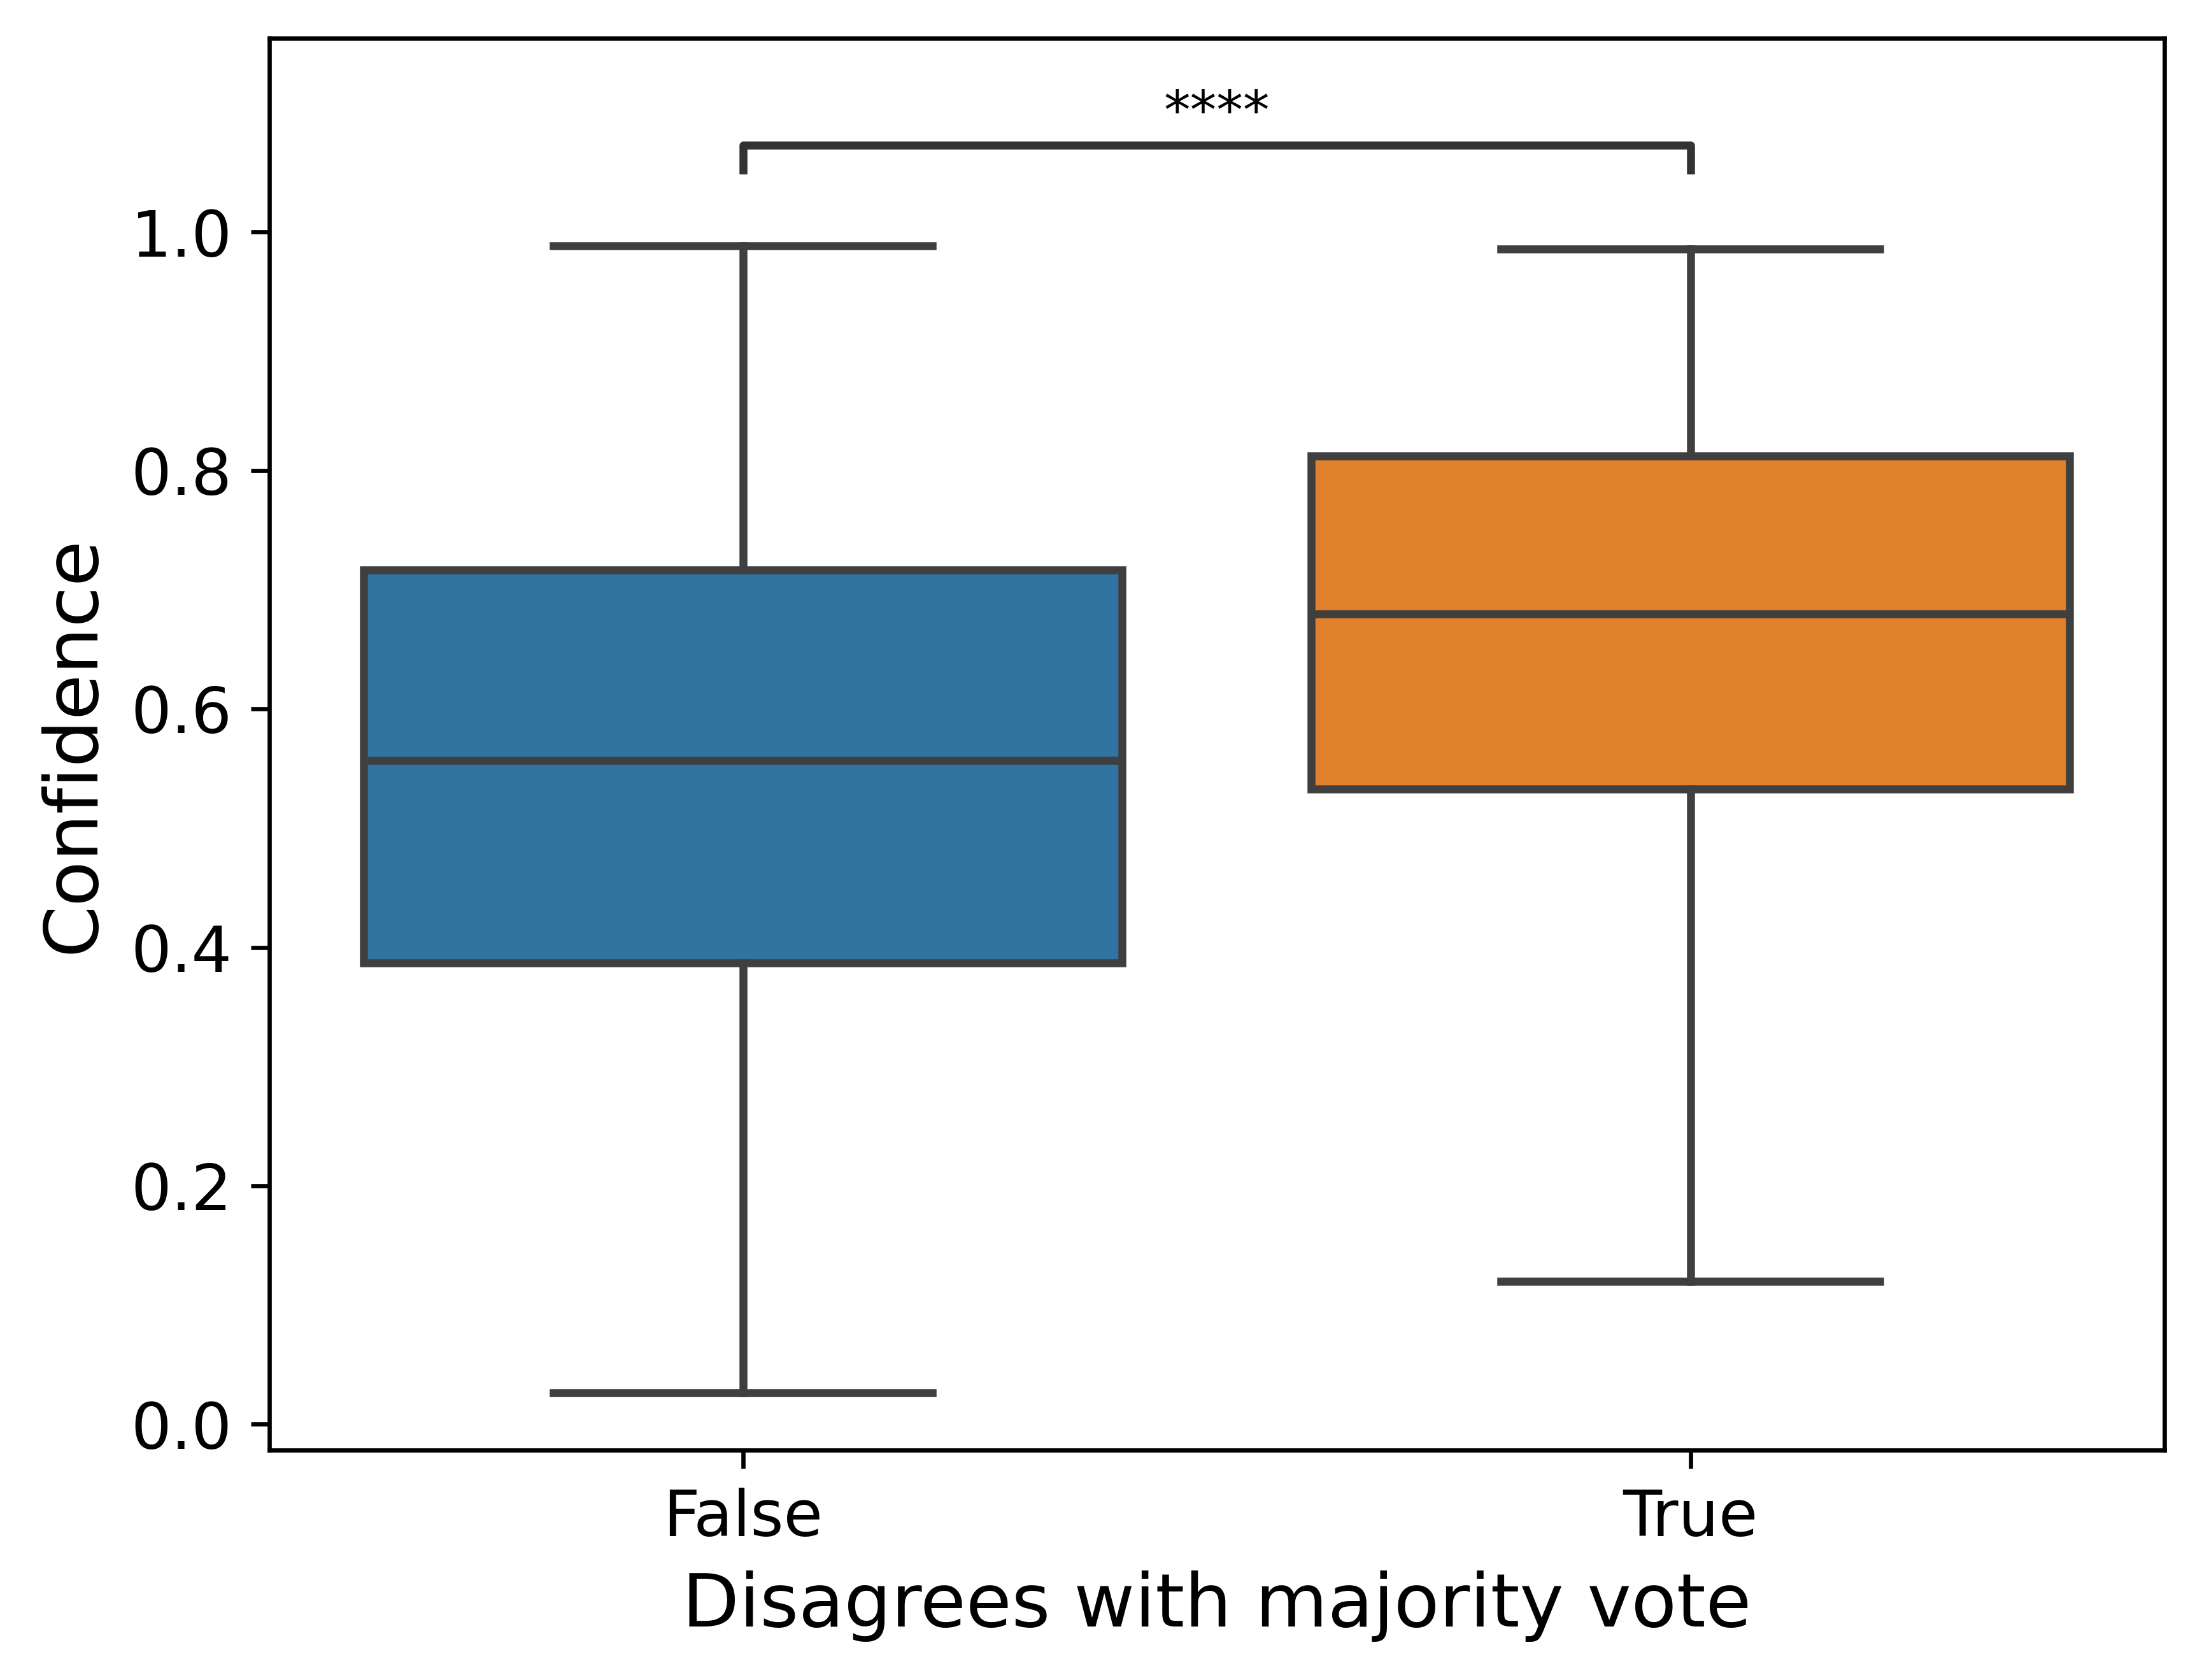 ****
1.0
0.8
0.6
0.4
0.2
0.0
Confidence
False
True
Disagrees with majority vote